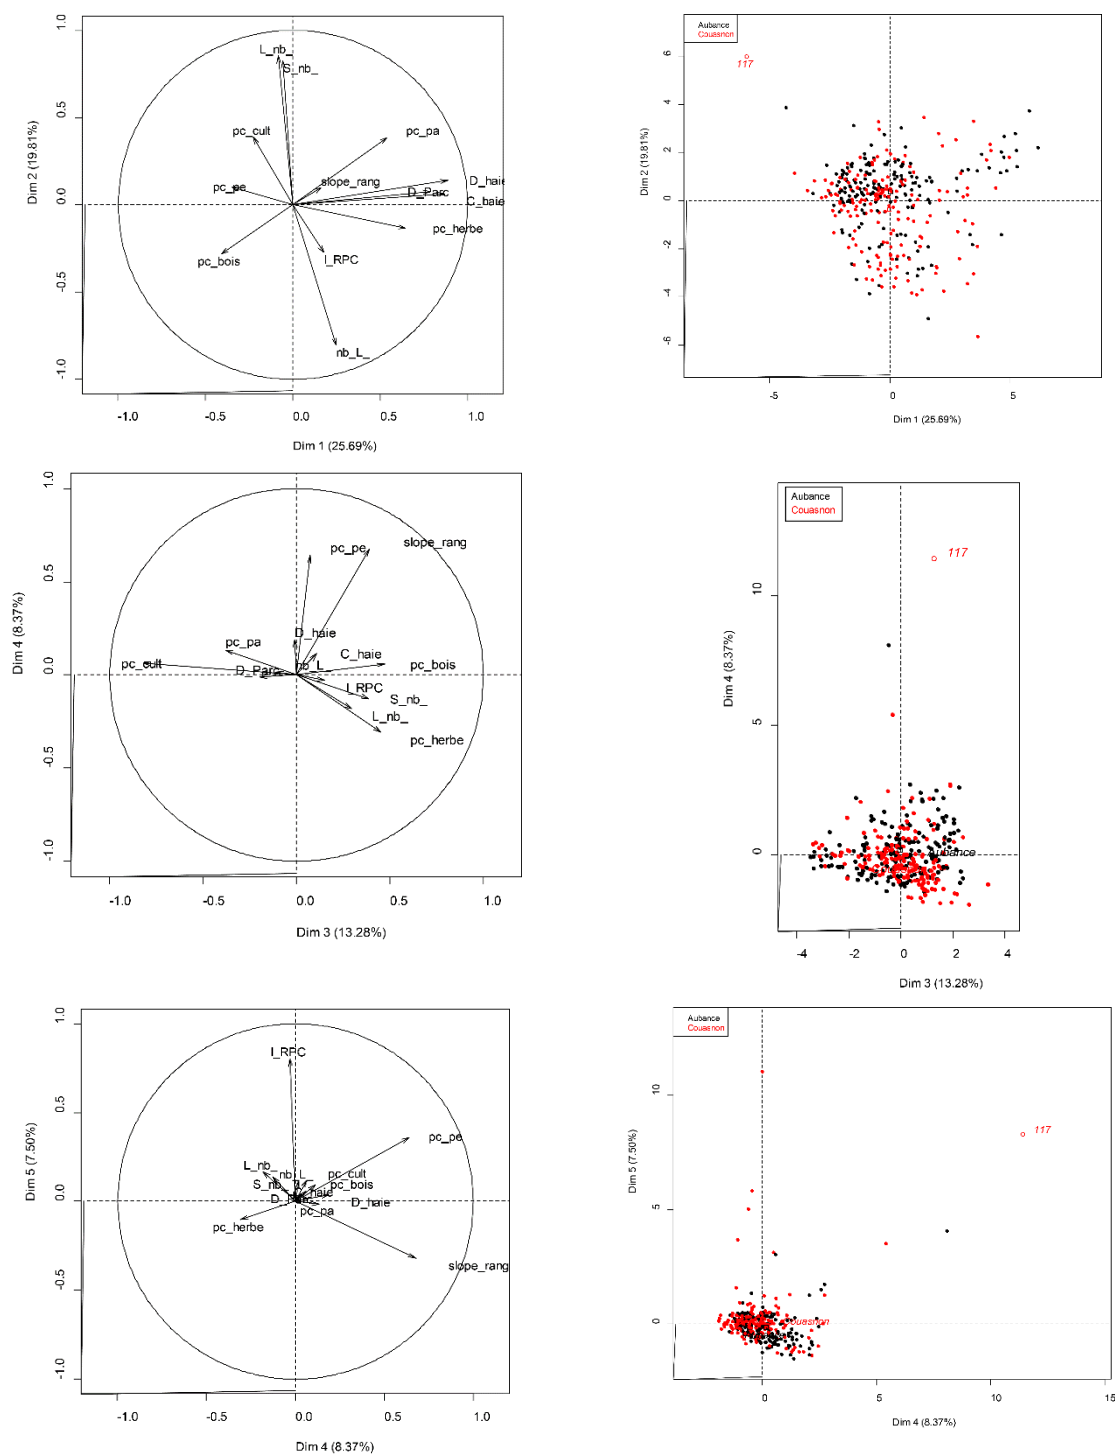 L_nb_
S_nb_
pc_cult
pc_pa
pc_pe
slope_rang
D_haie
D_Parc
C_haie
pc_herbe
pc_bois
I_RPC
nb_L_
1.0
0.5
0.0
-0.5
-1.0
Dim 2 (19.81%)
-1.0 -0.5 0.0 0.5 1.0
Dim 1 (25.69%)
Aubance
Couasnon
117
6
4
2
0
-2
-4
-6
Dim 2 (19.81%)
-5 0 5
Dim 1 (25.69%)
pc_pe
slope_rang
D_haie
pc_pa
C_haie
pc_cult
D_Parc
nb_L_
pc_bois
I_RPC
S_nb_
L_nb_
pc_herbe
1.0
0.5
0.0
-0.5
-1.0
Dim 4 (8.37%)
-1.0 -0.5 0.0 0.5 1.0
Dim 3 (13.28%)
Aubance
Couasnon
117
Aubance
10
5
0
Dim 4 (8.37%)
-4 -2 0 2 4
Dim 3 (13.28%)
I_RPC
pc_pe
L_nb_
nb_L_
pc_cult
S_nb_
pc_bois
haie
D_haie
pc_pa
pc_herbe
slope_rang
1.0
0.5
0.0
-0.5
-1.0
Dim 5 (7.50%)
-1.0 -0.5 0.0 0.5 1.0
Dim 4 (8.37%)
Aubance
Couasnon
117
Couasnon
10
5
0
Dim 5 (7.50%)
0 5 10 15
Dim 4 (8.37%)